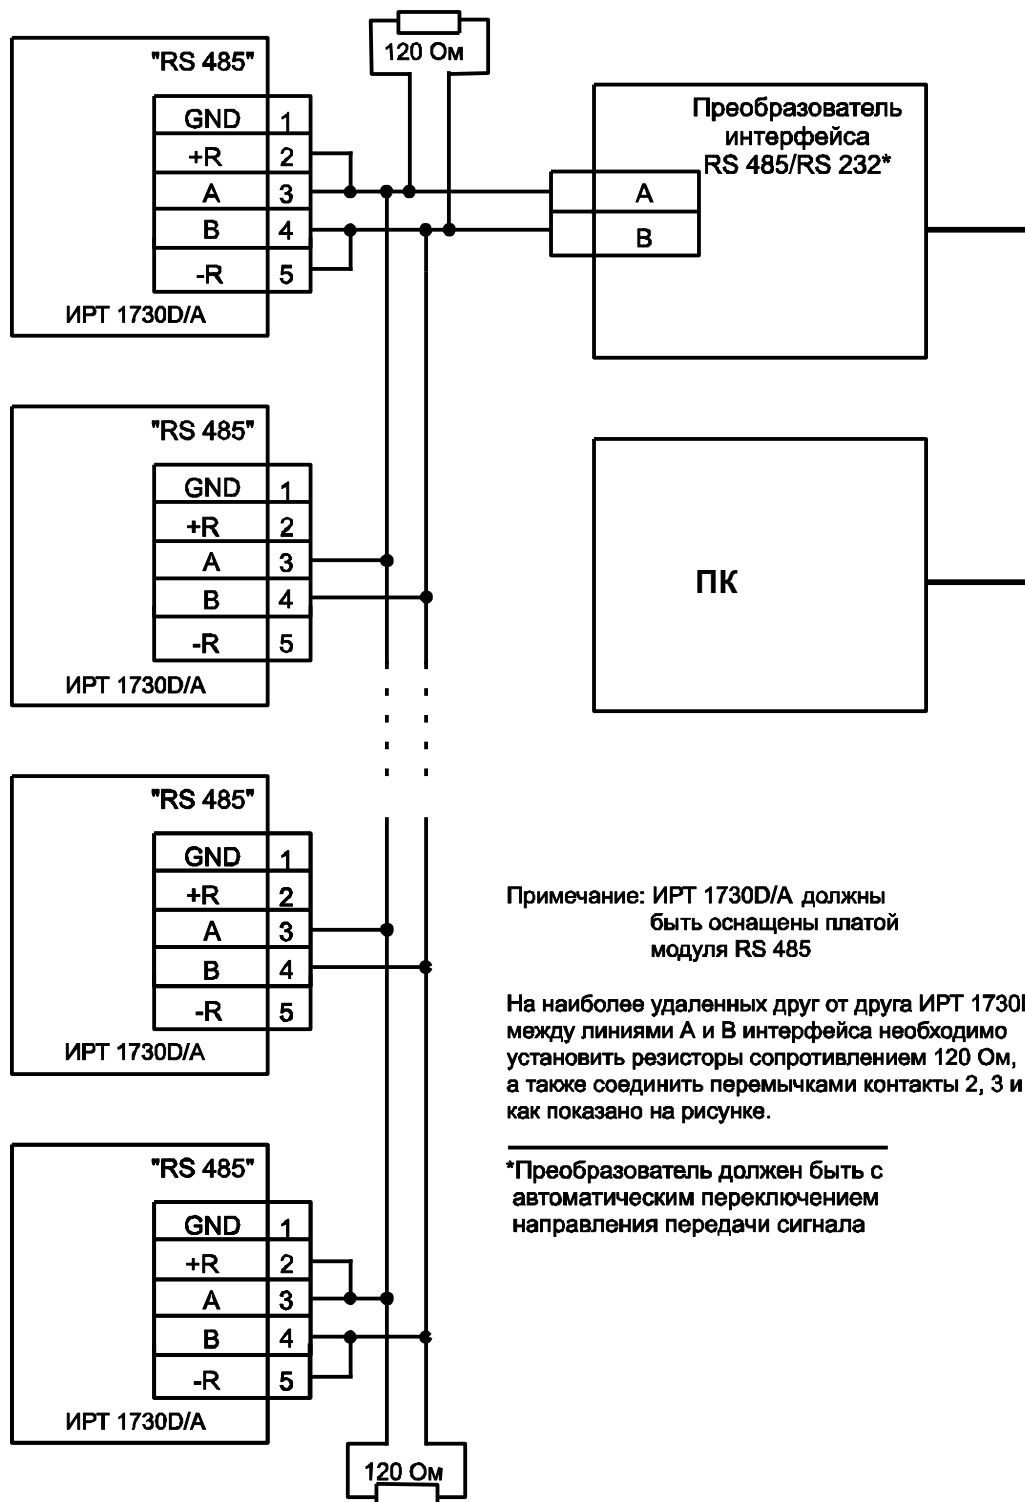 120 Ом
"RS 485"
GND 1
+R 2
A 3
B 4
-R 5
ИРТ 1730D/A
Преобразователь
интерфейса
RS 485/RS 232*
A
B
"RS 485"
GND 1
+R 2
A 3
B 4
-R 5
ИРТ 1730D/A
ПК
"RS 485"
GND 1
+R 2
A 3
B 4
-R 5
ИРТ 1730D/A
Примечание: ИРТ 1730D/A должны
быть оснащены платой
модуля RS 485
На наиболее удаленных друг от друга ИРТ
между линиями А и В интерфейса необходимо
установить резисторы сопротивлением 120 Ом,
а также соединить перемычками контакты 2, 3 и
как показано на рисунке.
*Преобразователь должен быть с
автоматическим переключением
направления передачи сигнала
"RS 485"
GND 1
+R 2
A 3
B 4
-R 5
ИРТ 1730D/A
120 Ом